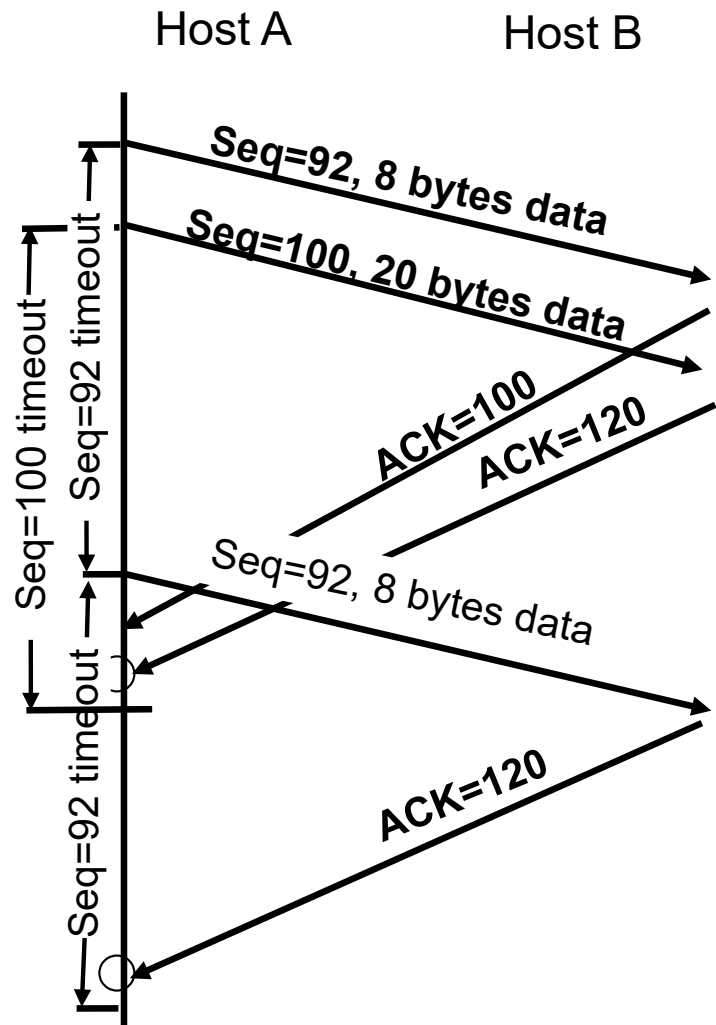 Host A
Host B
Seq=92, 8 bytes data
Seq=100, 20 bytes data
Seq=92 timeout
Seq=100 timeout
ACK=100
ACK=120
Seq=92, 8 bytes data
Seq=92 timeout
ACK=120